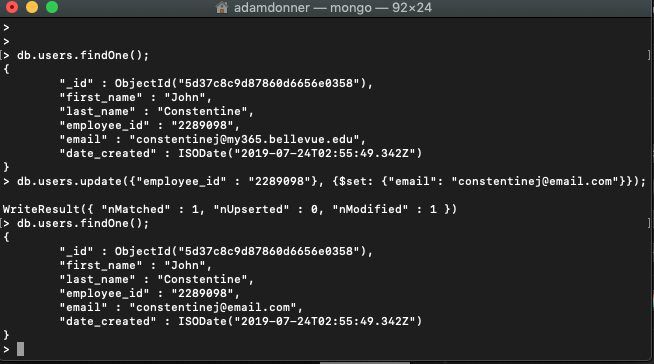 adamdonner — mongo — 92×24
>
>
[> db.users.findOne(); ]
{
"_id" : ObjectId("5d37c8c9d87860d6656e0358"),
"first_name" : "John",
"last_name" : "Constentine",
"employee_id" : "2289098",
"email" : "constentinej@my365.bellevue.edu",
"date_created" : ISODate("2019-07-24T02:55:49.342Z")
}
> db.users.update({"employee_id" : "2289098"}, {$set: {"email": "constentinej@email.com"}});
WriteResult({ "nMatched" : 1, "nUpserted" : 0, "nModified" : 1 })
[> db.users.findOne(); ]
{
"_id" : ObjectId("5d37c8c9d87860d6656e0358"),
"first_name" : "John",
"last_name" : "Constentine",
"employee_id" : "2289098",
"email" : "constentinej@email.com",
"date_created" : ISODate("2019-07-24T02:55:49.342Z")
}
>